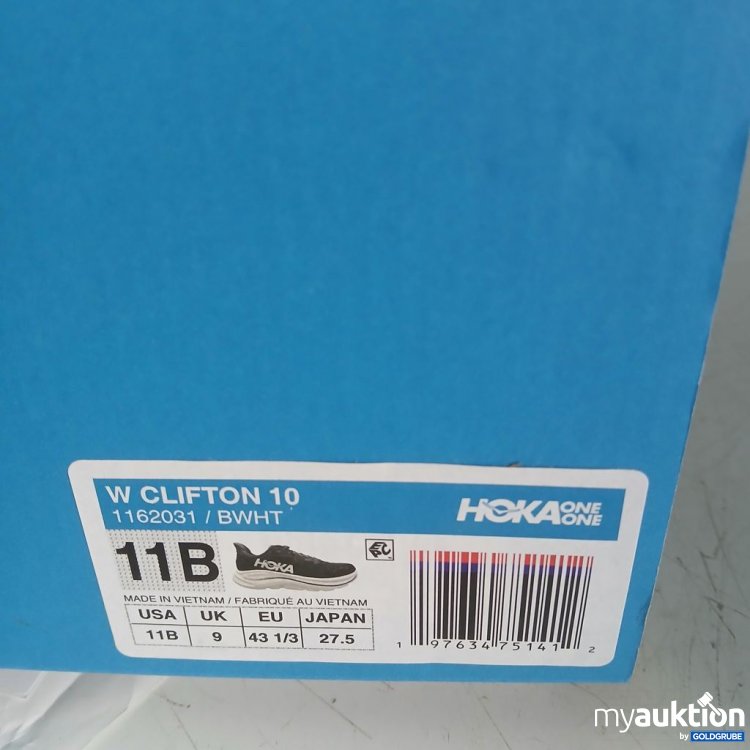 W CLIFTON 10
1162031 / BWHT
HOKA ONE ONE
11B
HOKA
MADE IN VIETNAM / FABRIQUÉ AU VIETNAM
USA UK EU JAPAN
11B 9 43 1/3 27.5
1 97634 75141 2
myauktion
by GOLDGRUBE